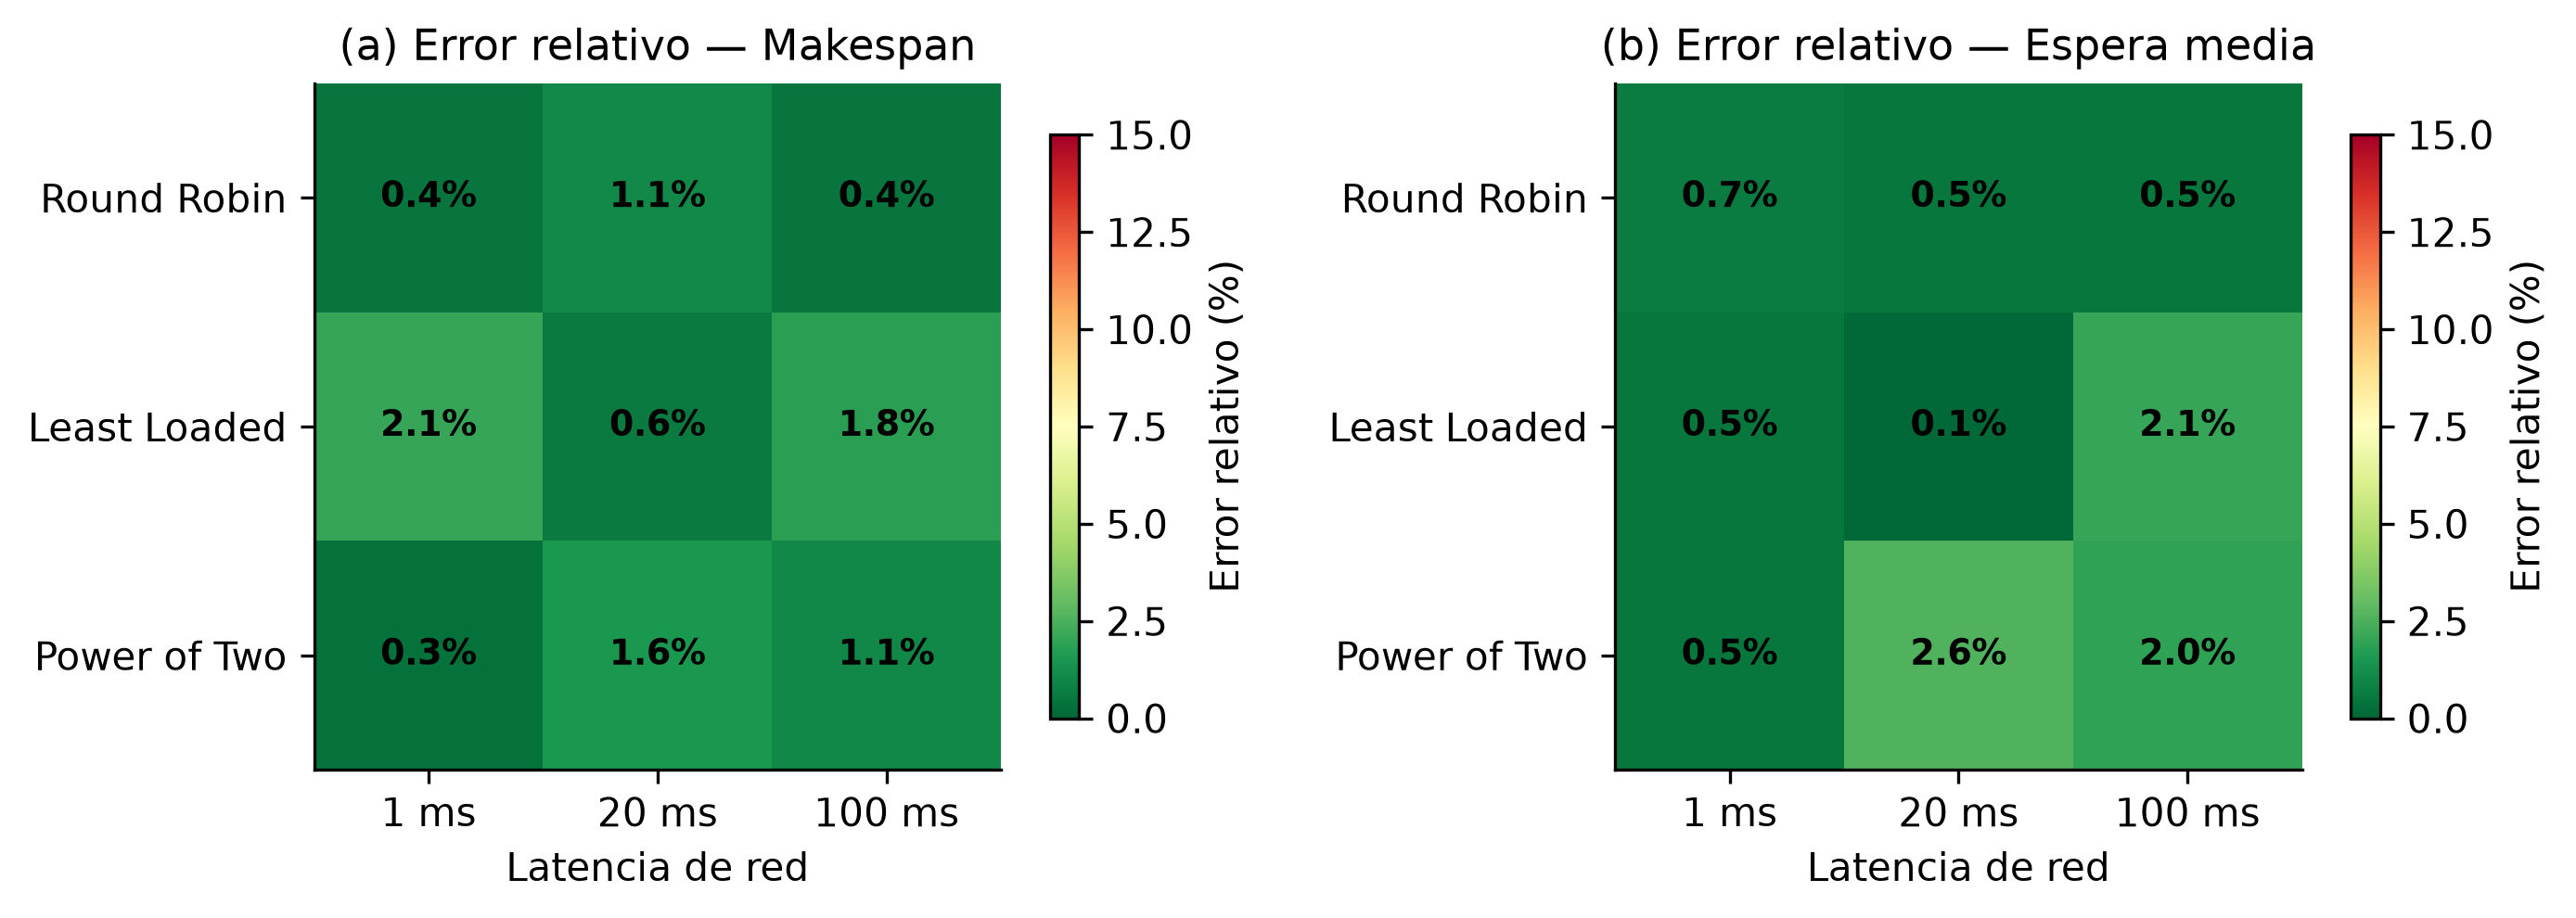 (a) Error relativo — Makespan
Round Robin
0.4% 1.1% 0.4%
Least Loaded
2.1% 0.6% 1.8%
Power of Two
0.3% 1.6% 1.1%
1 ms 20 ms 100 ms
Latencia de red
15.0
12.5
10.0
7.5
5.0
2.5
0.0
Error relativo (%)
(b) Error relativo — Espera media
Round Robin
0.7% 0.5% 0.5%
Least Loaded
0.5% 0.1% 2.1%
Power of Two
0.5% 2.6% 2.0%
1 ms 20 ms 100 ms
Latencia de red
15.0
12.5
10.0
7.5
5.0
2.5
0.0
Error relativo (%)